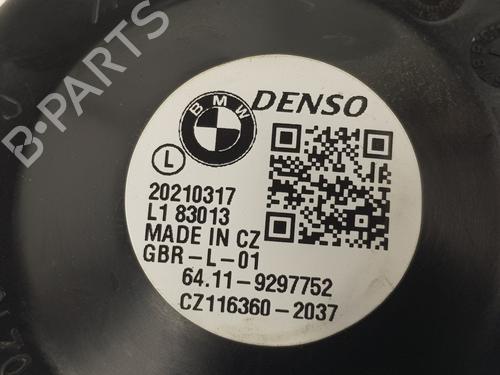 B-PARTS
BMW
DENSO
L
20210317
L1 83013
MADE IN CZ
GBR-L-01
64.11-9297752
CZ116360-2037